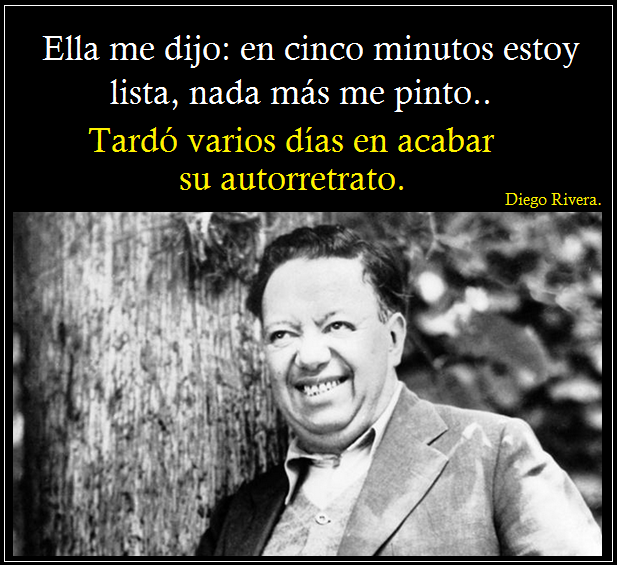 Ella me dijo: en cinco minutos estoy
lista, nada más me pinto..
Tardó varios días en acabar
su autorretrato.
Diego Rivera.